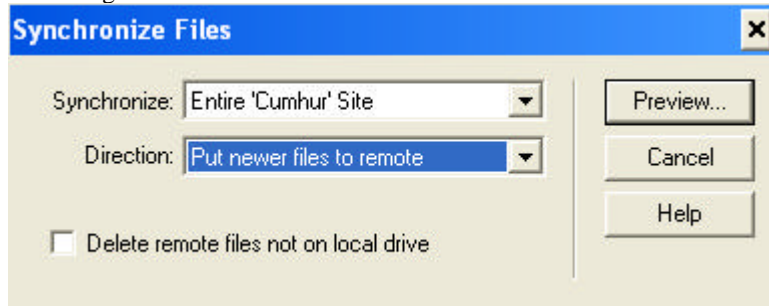 Synchronize Files
Synchronize: Entire 'Cumhur' Site
Preview...
Direction: Put newer files to remote
Cancel
Help
Delete remote files not on local drive